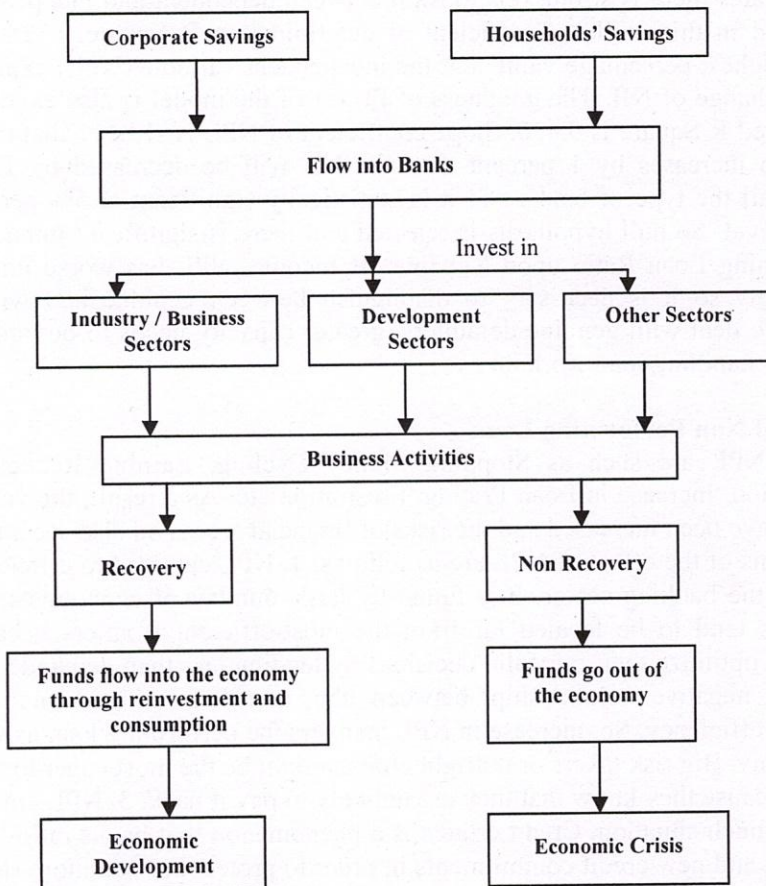 Corporate Savings
Households' Savings
Flow into Banks
Invest in
Industry / Business
Sectors
Development
Sectors
Other Sectors
Business Activities
Recovery
Non Recovery
Funds flow into the economy
through reinvestment and
consumption
Funds go out of
the economy
Economic
Development
Economic Crisis